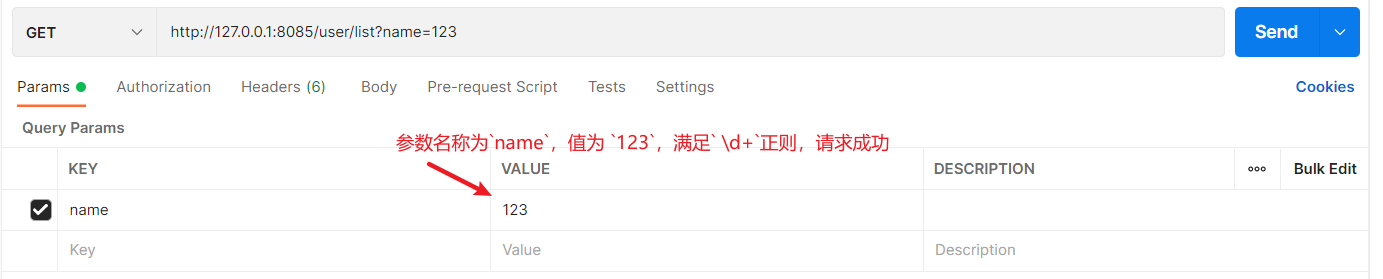 GET http://127.0.0.1:8085/user/list?name=123 Send
Params Authorization Headers (6) Body Pre-request Script Tests Settings Cookies
Query Params
参数名称为`name`，值为 `123`，满足` \d+`正则，请求成功
KEY VALUE DESCRIPTION Bulk Edit
name 123
Key Value Description